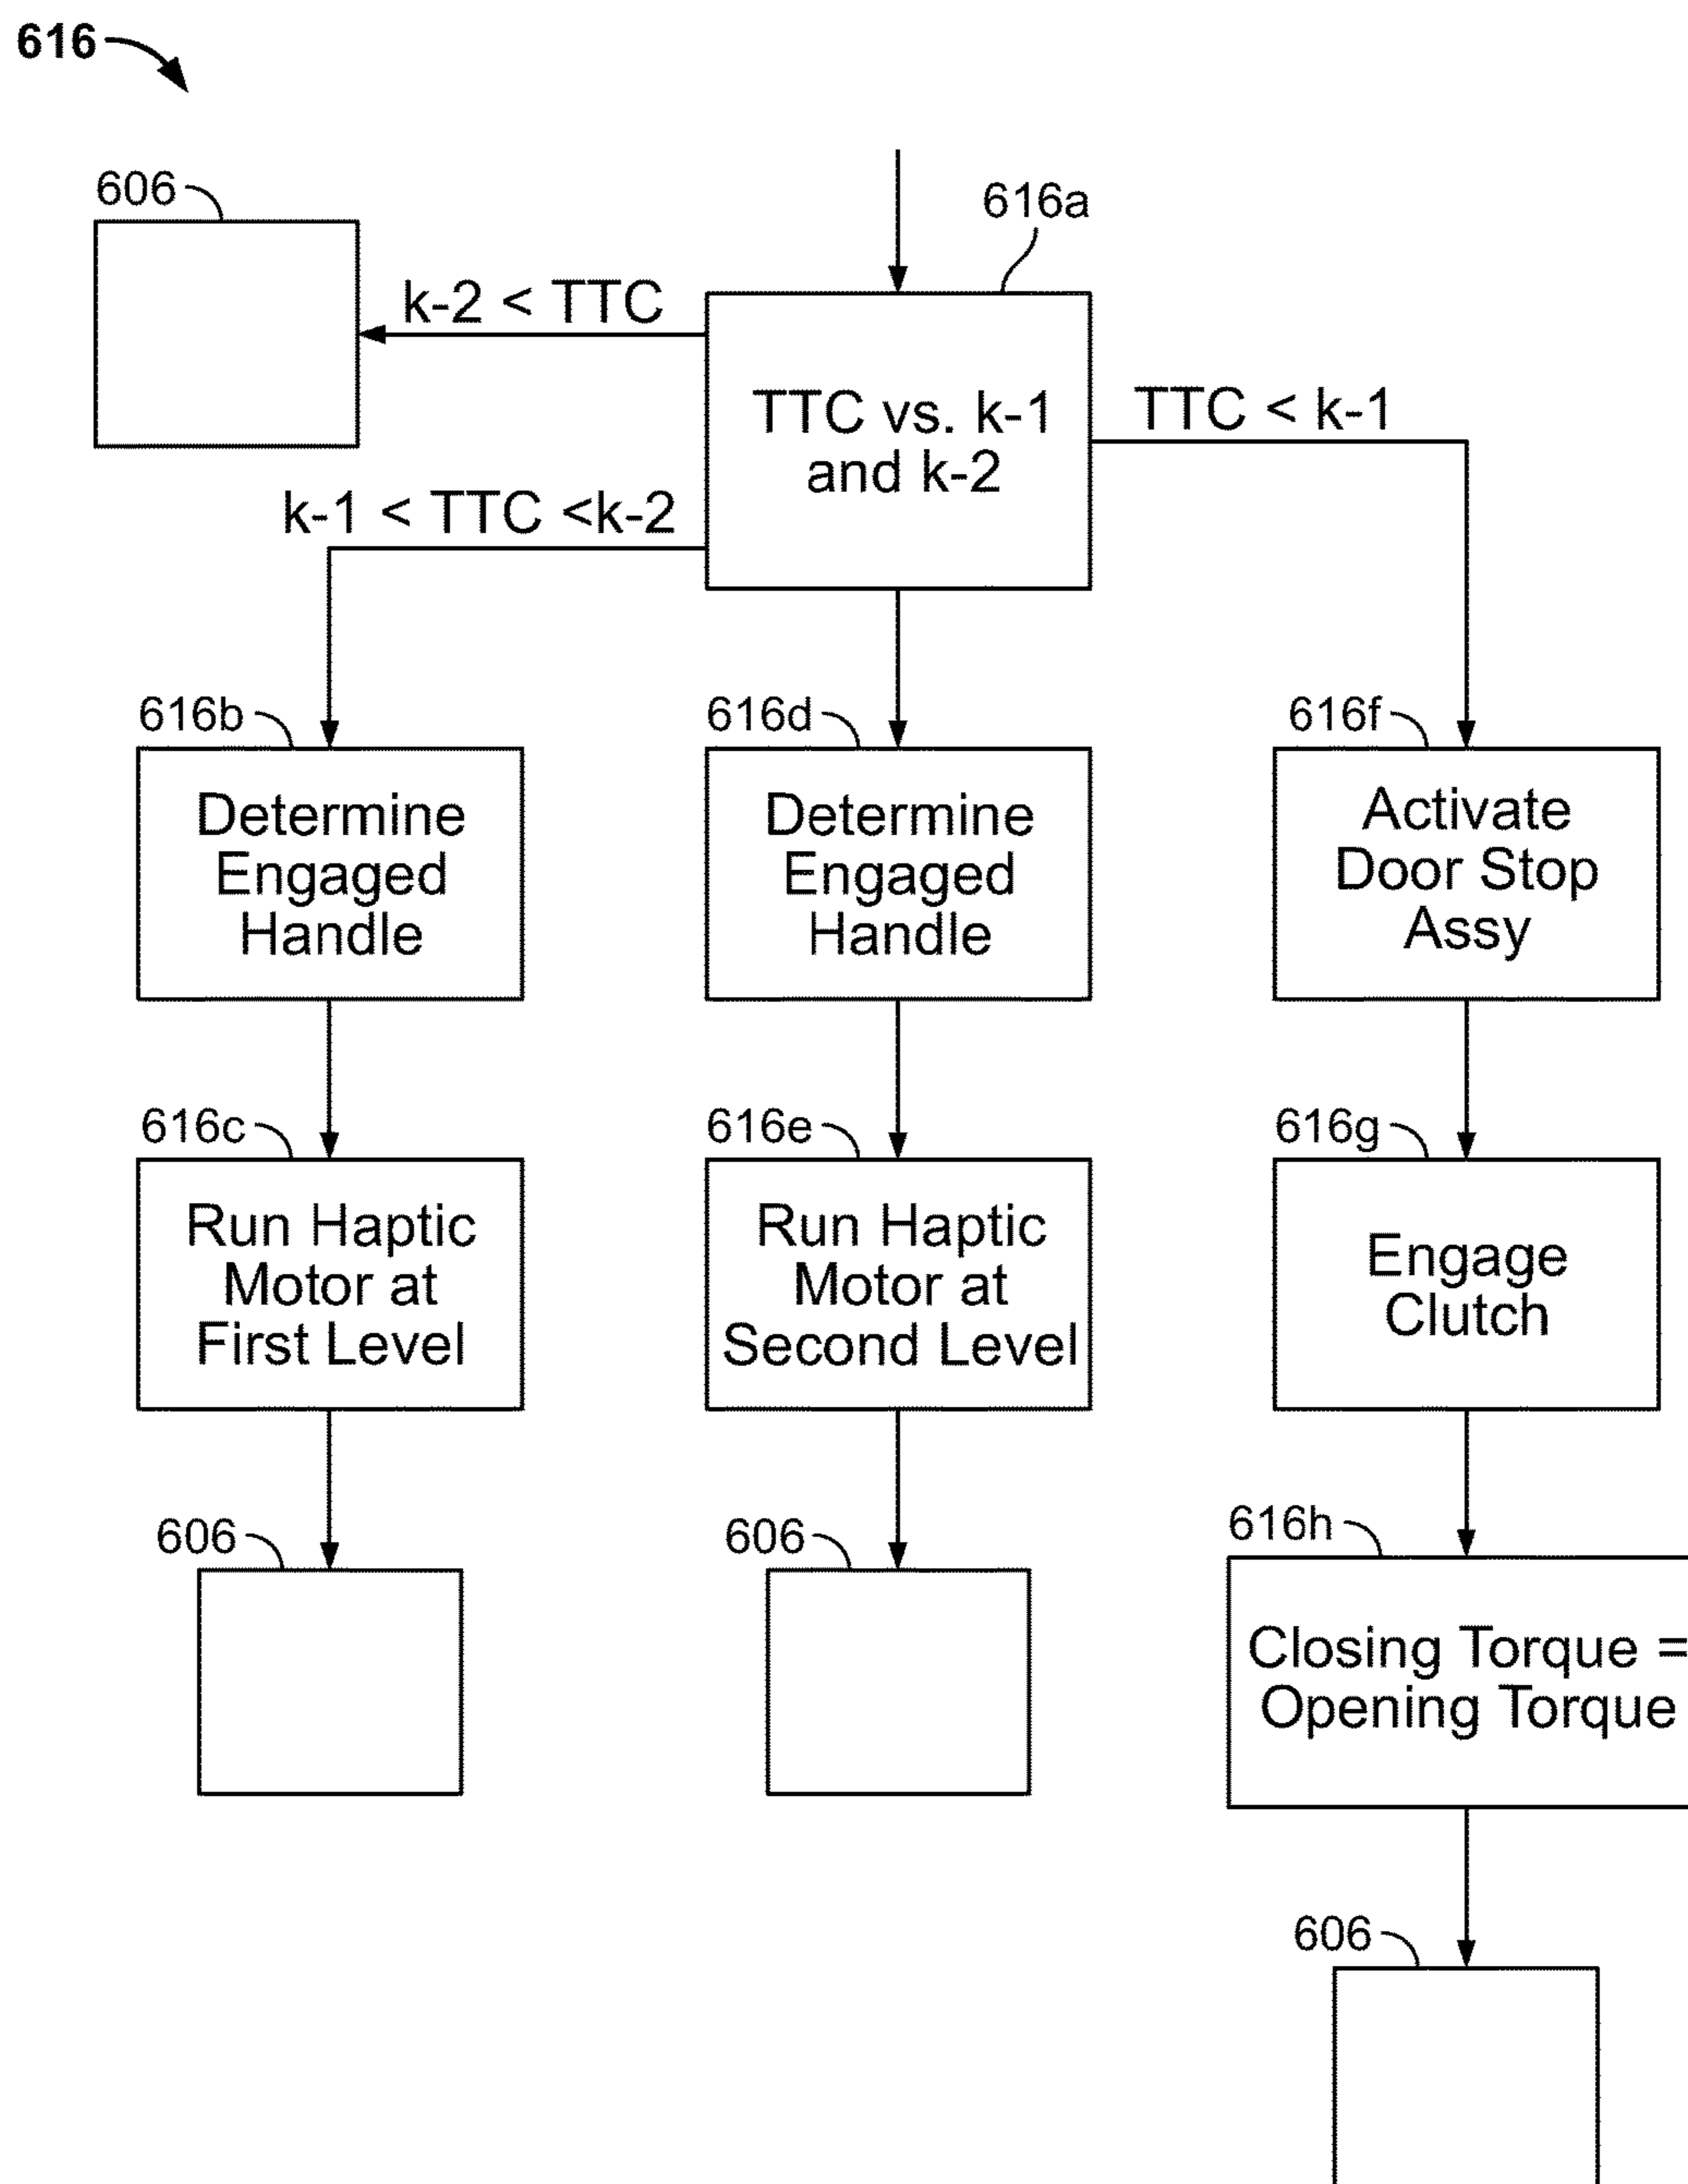 616
606
616a
k-2 < TTC
TTC vs. k-1
and k-2
TTC < k-1
k-1 < TTC <k-2
616b
616d
616f
Determine
Engaged
Handle
Determine
Engaged
Handle
Activate
Door Stop
Assy
616c
616e
616g
Run Haptic
Motor at
First Level
Run Haptic
Motor at
Second Level
Engage
Clutch
606
606
616h
Closing Torque =
Opening Torque
606